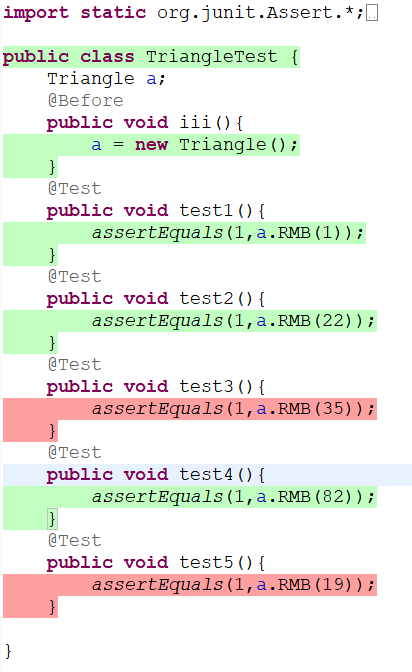 import static org.junit.Assert.*;
public class TriangleTest {
    Triangle a;
    @Before
    public void iii(){
        a = new Triangle();
    }
    @Test
    public void test1(){
        assertEquals(1,a.RMB(1));
    }
    @Test
    public void test2(){
        assertEquals(1,a.RMB(22));
    }
    @Test
    public void test3(){
        assertEquals(1,a.RMB(35));
    }
    @Test
    public void test4(){
        assertEquals(1,a.RMB(82));
    }
    @Test
    public void test5(){
        assertEquals(1,a.RMB(19));
    }
}